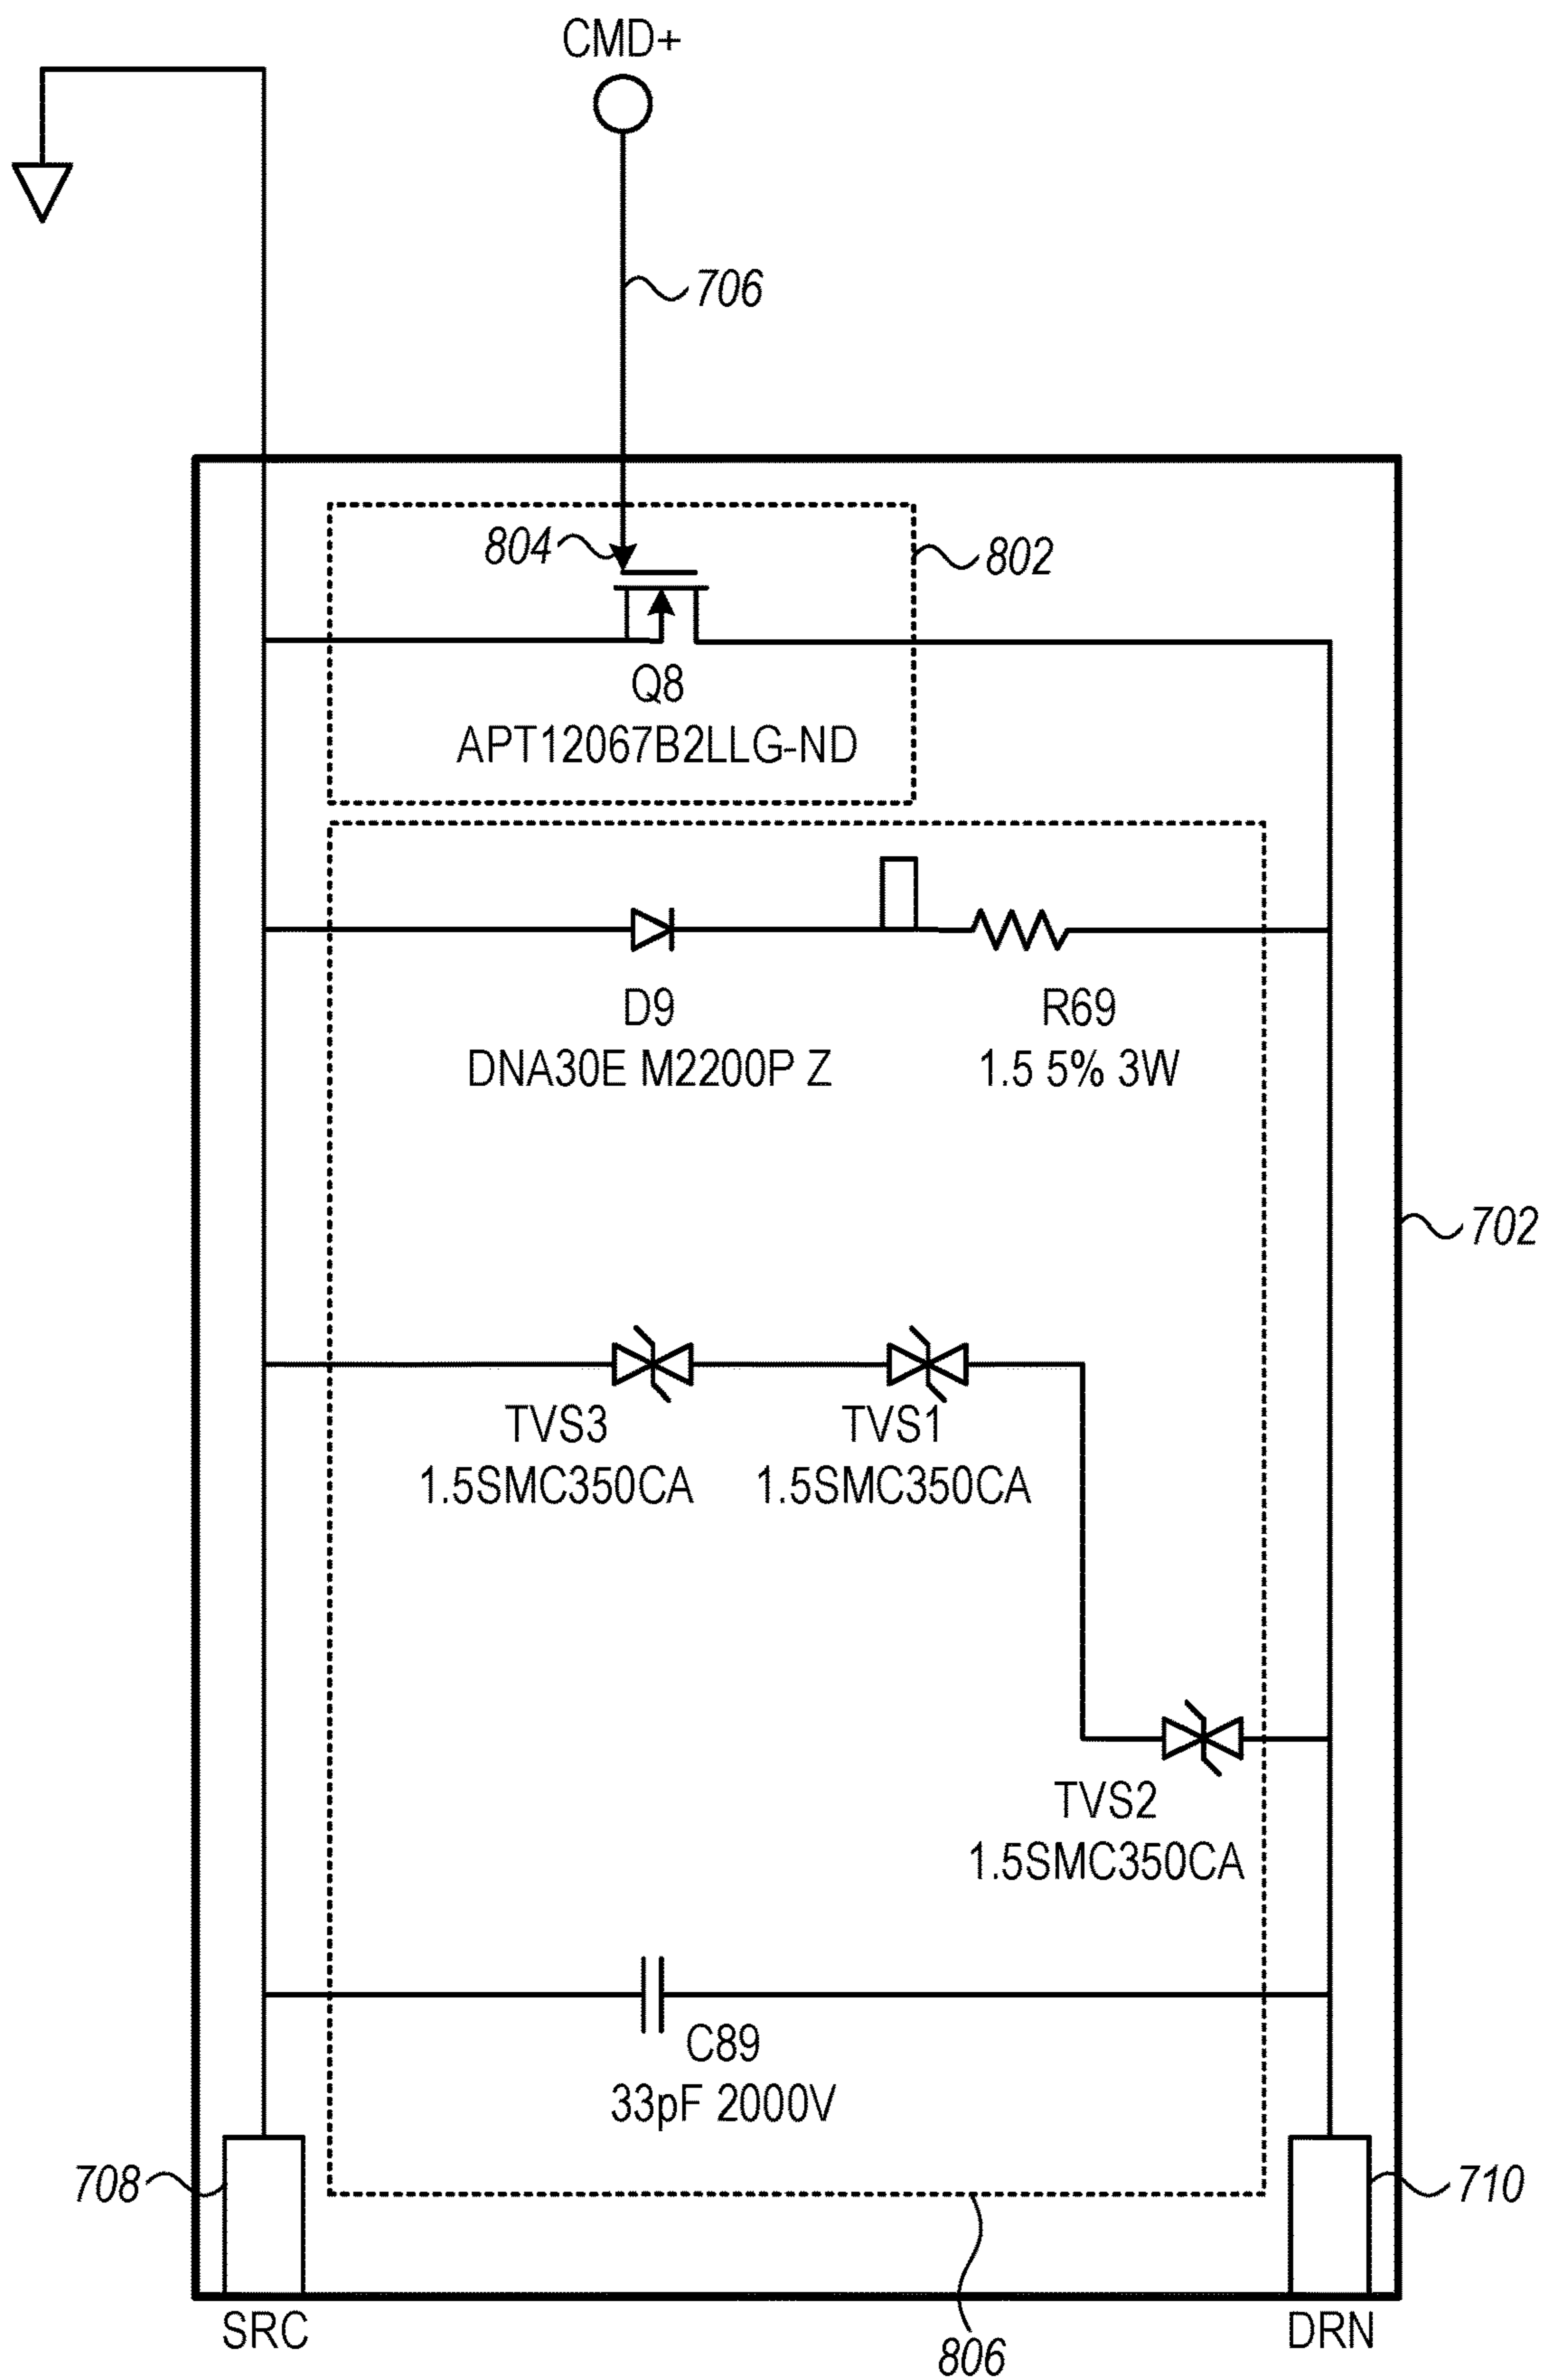 CMD+
706
804
802
Q8
APT12067B2LLG-ND
D9
R69
DNA30E M2200P Z
1.5 5% 3W
702
TVS3
TVS1
1.5SMC350CA
1.5SMC350CA
TVS2
1.5SMC350CA
C89
33pF 2000V
708
710
SRC
DRN
806